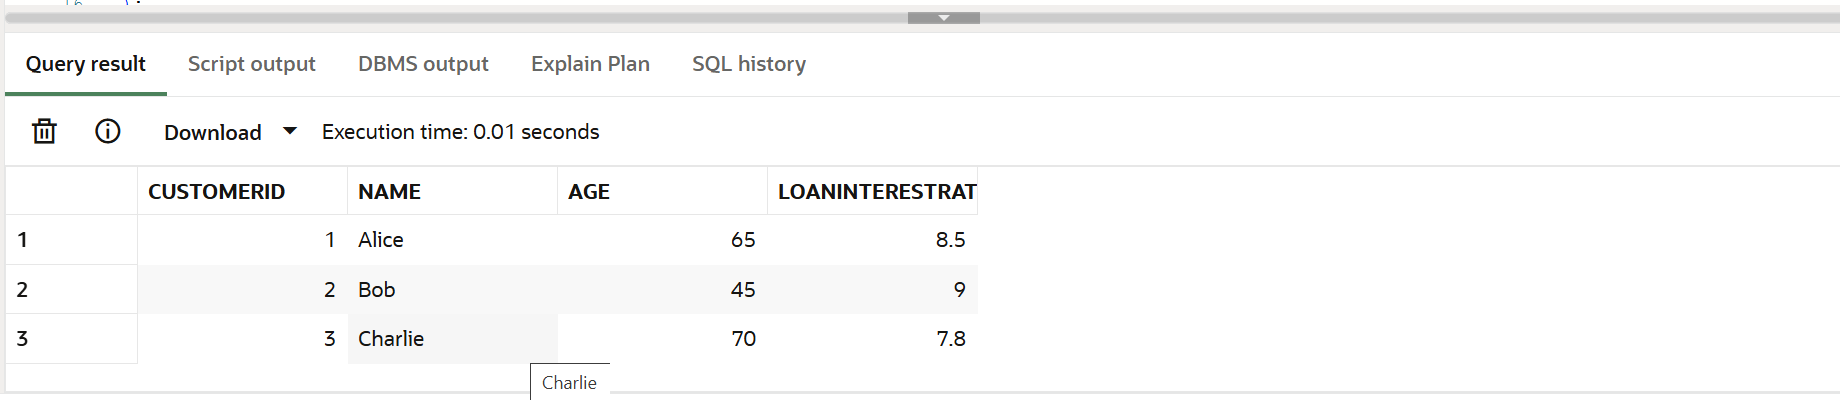 Query result Script output DBMS output Explain Plan SQL history
Download Execution time: 0.01 seconds
CUSTOMERID NAME AGE LOANINTERESTRAT
1 1 Alice 65 8.5
2 2 Bob 45 9
3 3 Charlie 70 7.8
Charlie